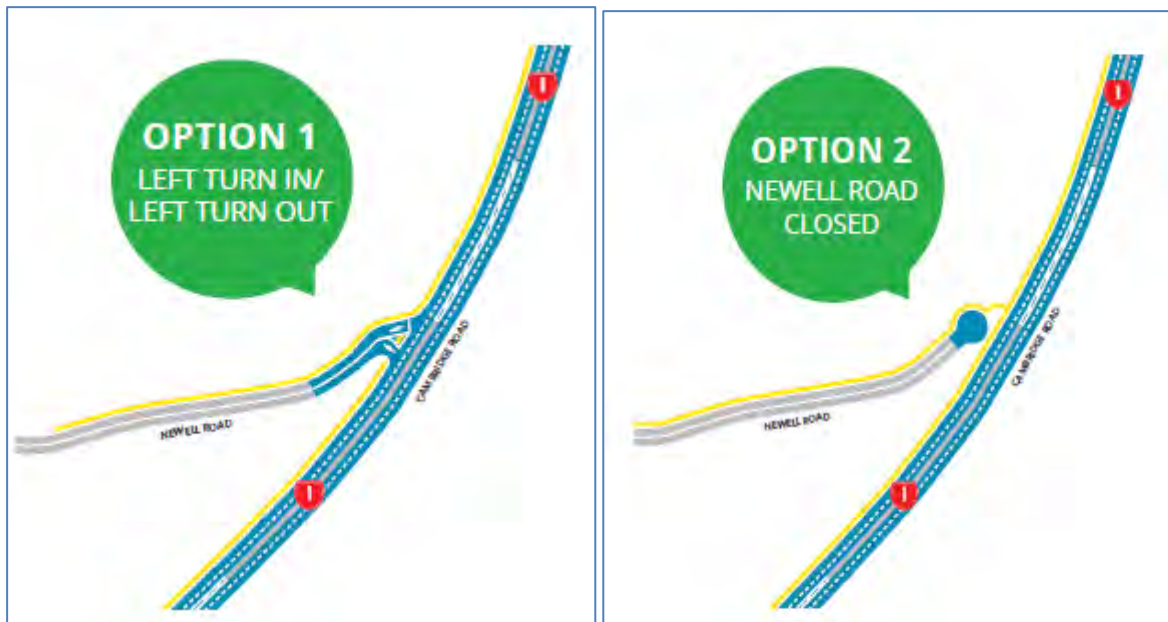 OPTION 1
LEFT TURN IN/
LEFT TURN OUT
1
CAMBRIDGE ROAD
NEWELL ROAD
1
OPTION 2
NEWELL ROAD
CLOSED
1
CAMBRIDGE ROAD
NEWELL ROAD
1